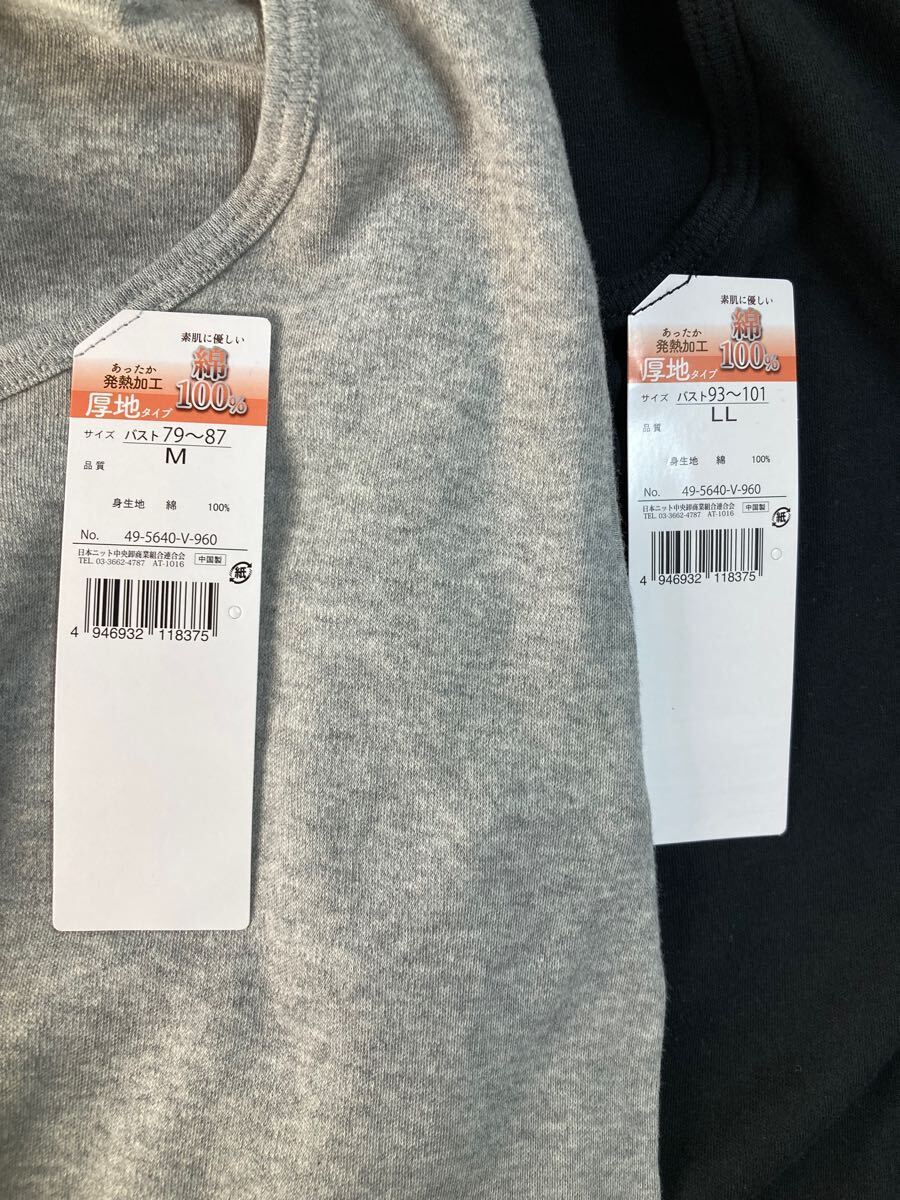 素肌に優しい
あったか
発熱加工
綿
100%
厚地タイプ
サイズ バスト 79〜87
M
品質
身生地 綿 100%
No. 49-5640-V-960
日本ニット中央卸商業組合連合会
TEL. 03-3662-4787 AT-1016
中国製
紙
4 946932 118375
素肌に優しい
あったか
発熱加工
綿
100%
厚地タイプ
サイズ バスト 93〜101
LL
品質
身生地 綿 100%
No. 49-5640-V-960
日本ニット中央卸商業組合連合会
TEL. 03-3662-4787 AT-1016
中国製
紙
4 946932 118375